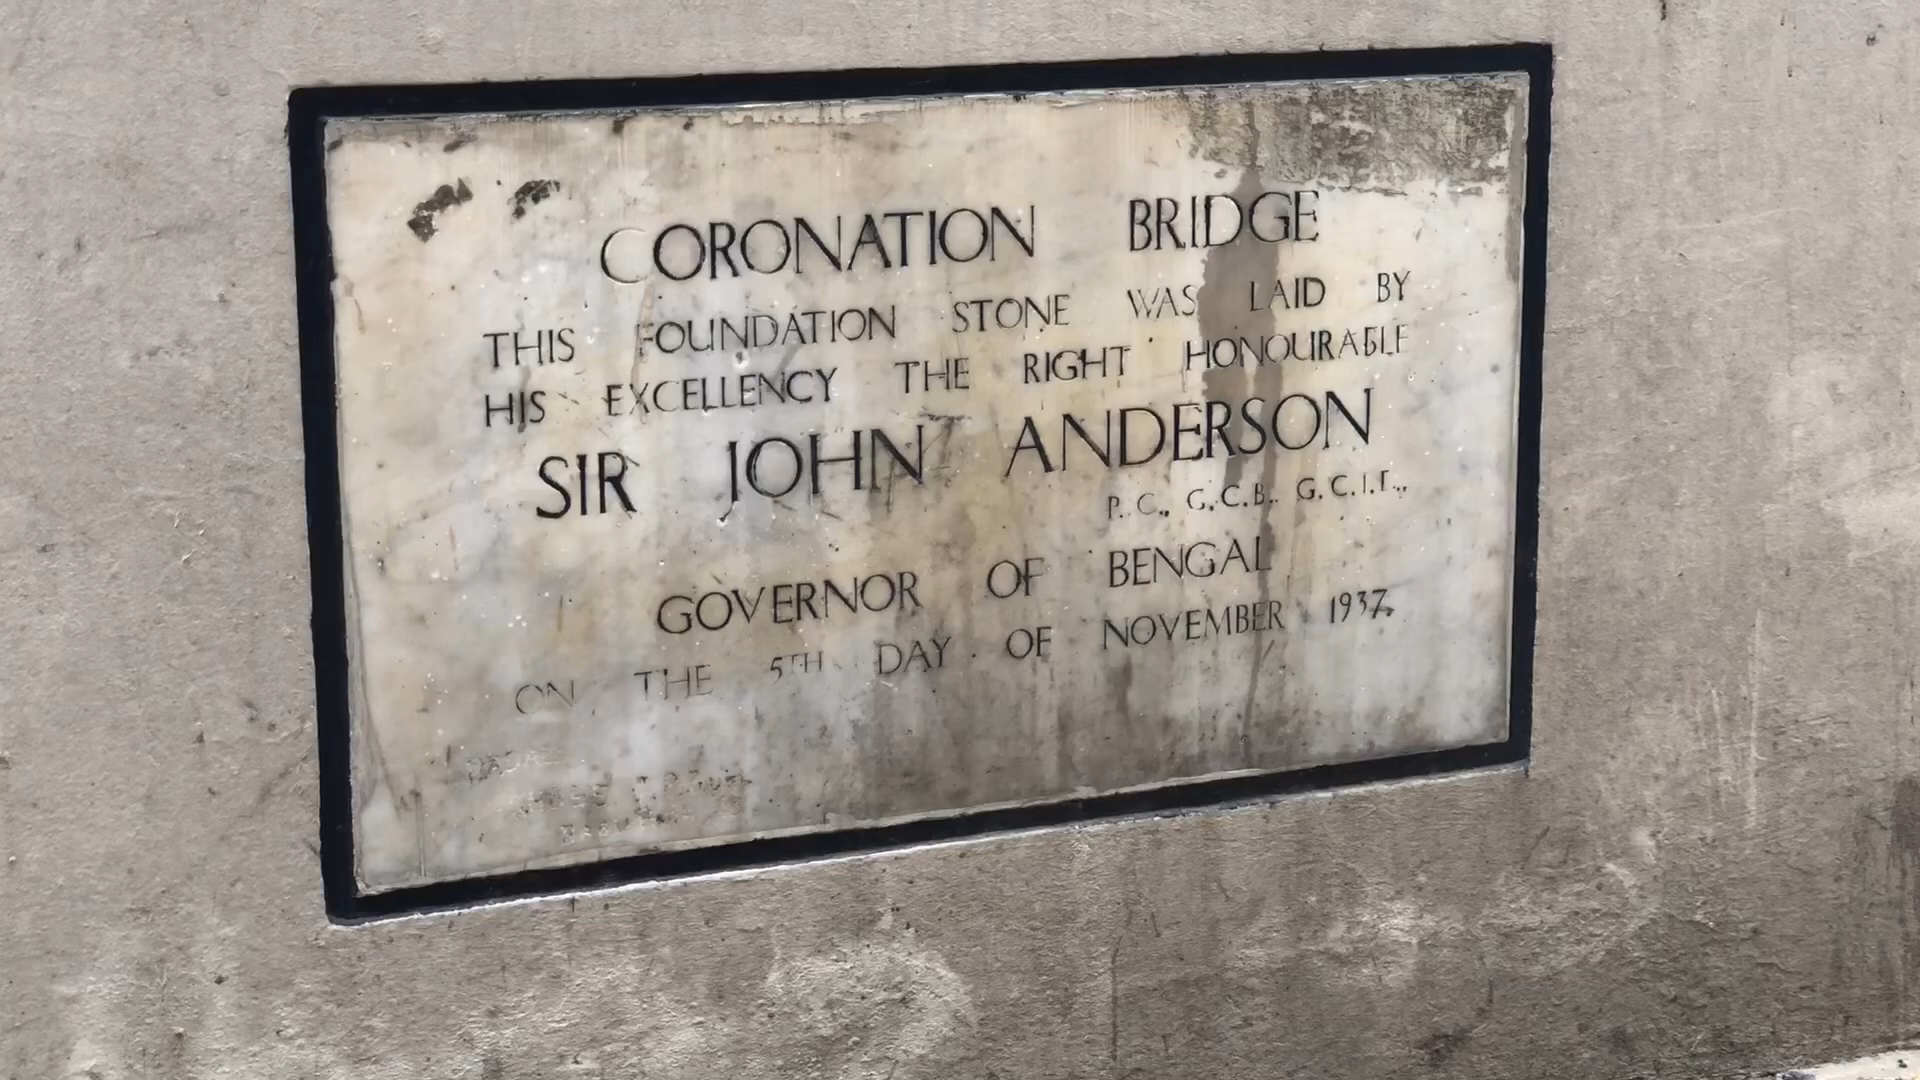 CORONATION BRIDGE
THIS FOUNDATION STONE WAS LAID BY
HIS EXCELLENCY THE RIGHT HONOURABLE
SIR JOHN ANDERSON
P.C., G.C.B., G.C.I.E.,
GOVERNOR OF BENGAL
ON THE 5TH DAY OF NOVEMBER 1937.